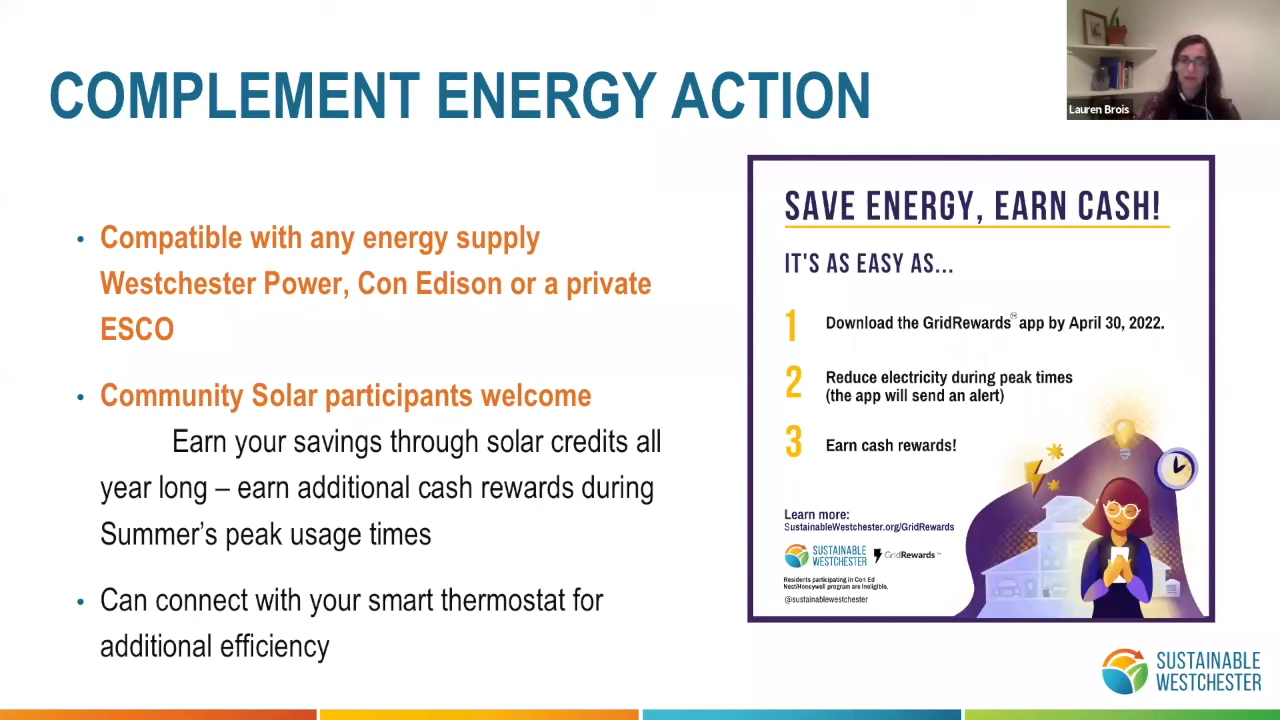 COMPLEMENT ENERGY ACTION
Lauren Brois
• Compatible with any energy supply
Westchester Power, Con Edison or a private
ESCO
• Community Solar participants welcome
Earn your savings through solar credits all
year long – earn additional cash rewards during
Summer’s peak usage times
• Can connect with your smart thermostat for
additional efficiency
SAVE ENERGY, EARN CASH!
IT'S AS EASY AS...
1 Download the GridRewards™ app by April 30, 2022.
2 Reduce electricity during peak times
(the app will send an alert)
3 Earn cash rewards!
Learn more:
SustainableWestchester.org/GridRewards
SUSTAINABLE
WESTCHESTER
GridRewards™
Residents participating in Con Ed
Nest/Honeywell program are ineligible.
@sustainablewestchester
SUSTAINABLE
WESTCHESTER